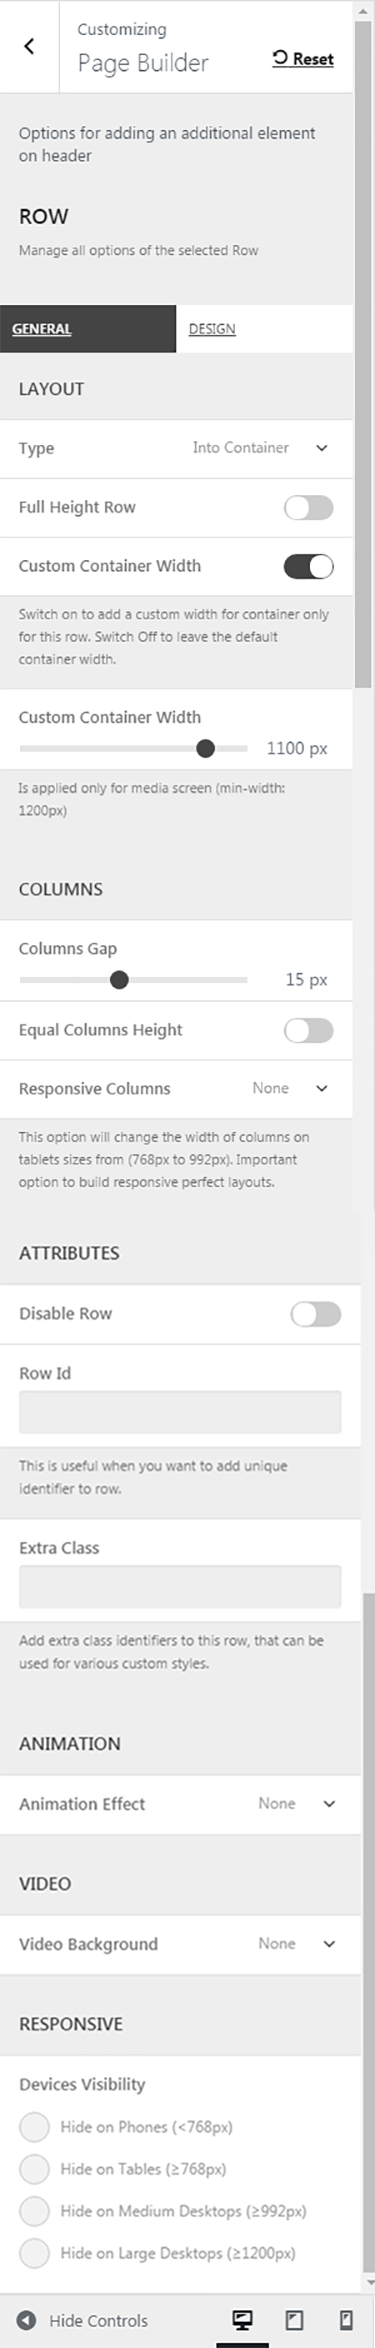 Customizing
Page Builder
Reset
Options for adding an additional element
on header
ROW
Manage all options of the selected Row
GENERAL
DESIGN
LAYOUT
Type Into Container
Full Height Row
Custom Container Width
Switch on to add a custom width for container only
for this row. Switch Off to leave the default
container width.
Custom Container Width
1100 px
Is applied only for media screen (min-width:
1200px)
COLUMNS
Columns Gap
15 px
Equal Columns Height
Responsive Columns None
This option will change the width of columns on
tablets sizes from (768px to 992px). Important
option to build responsive perfect layouts.
ATTRIBUTES
Disable Row
Row Id
This is useful when you want to add unique
identifier to row.
Extra Class
Add extra class identifiers to this row, that can be
used for various custom styles.
ANIMATION
Animation Effect None
VIDEO
Video Background None
RESPONSIVE
Devices Visibility
Hide on Phones (<768px)
Hide on Tables (≥768px)
Hide on Medium Desktops (≥992px)
Hide on Large Desktops (≥1200px)
Hide Controls